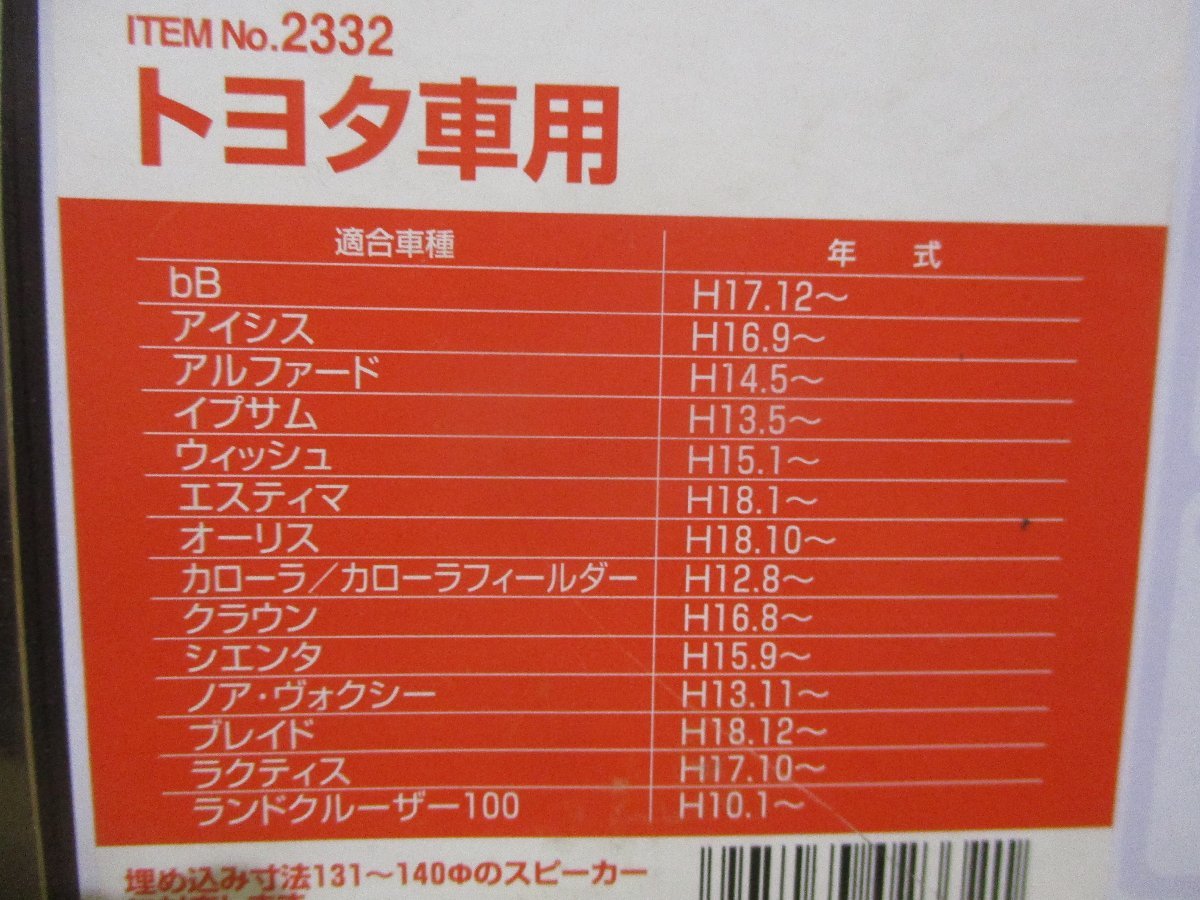 ITEM No.2332
トヨタ車用
適合車種 年 式
bB H17.12～
アイシス H16.9～
アルファード H14.5～
イプサム H13.5～
ウィッシュ H15.1～
エスティマ H18.1～
オーリス H18.10～
カローラ／カローラフィールダー H12.8～
クラウン H16.8～
シエンタ H15.9～
ノア・ヴォクシー H13.11～
ブレイド H18.12～
ラクティス H17.10～
ランドクルーザー100 H10.1～
埋め込み寸法131～140Φのスピーカー